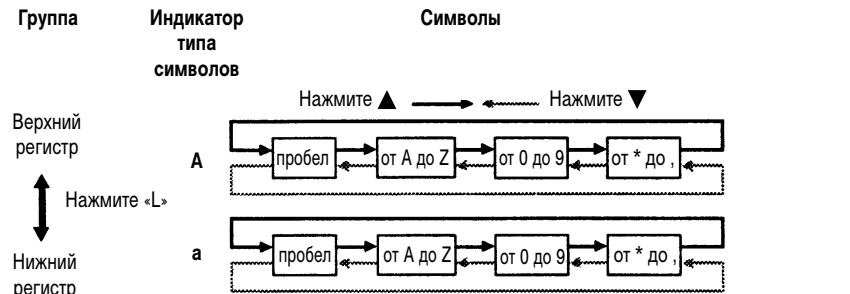 Группа Индикатор типа символов Символы
Нажмите ▲ Нажмите ▼
Верхний регистр
A пробел от A до Z от 0 до 9 от * до ,
Нажмите «L»
a пробел от A до Z от 0 до 9 от * до ,
Нижний регистр